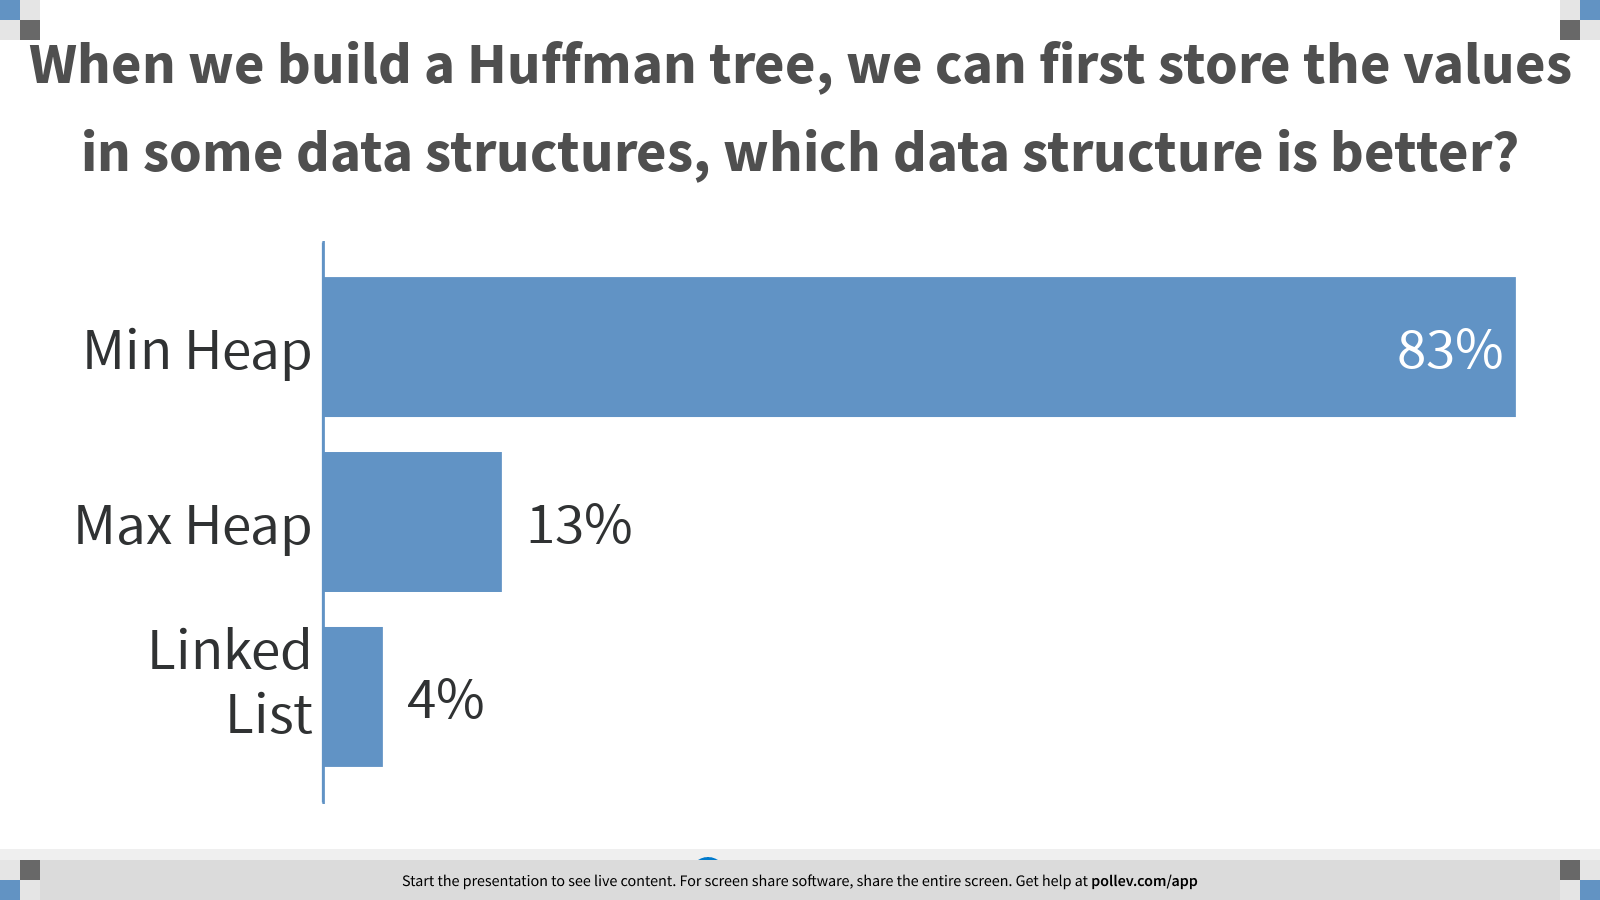 When we build a Huffman tree, we can first store the values
in some data structures, which data structure is better?
Min Heap
83%
Max Heap
13%
Linked
List
4%
Start the presentation to see live content. For screen share software, share the entire screen. Get help at pollev.com/app